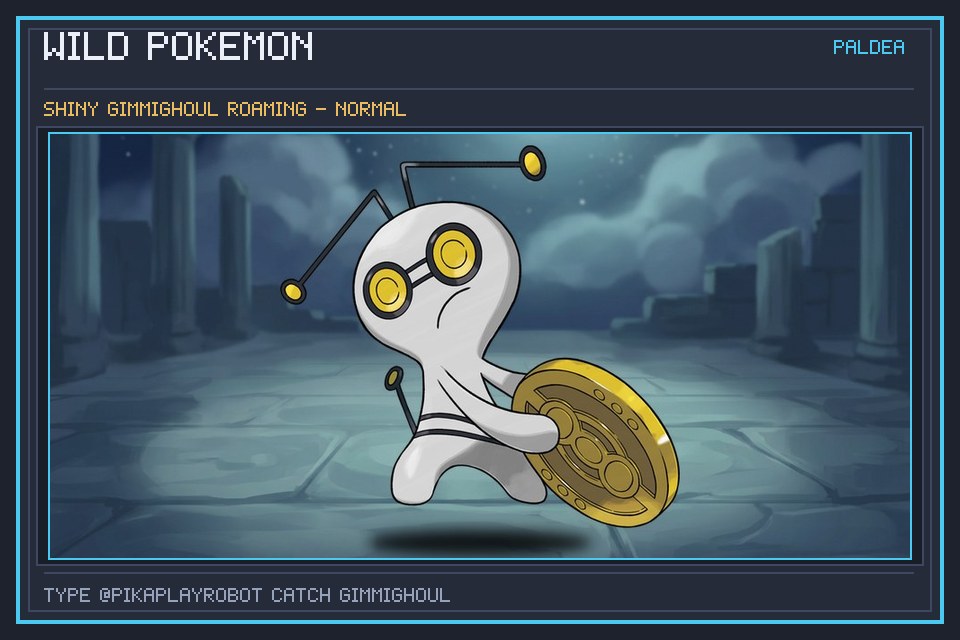 WILD POKEMON
PALDEA
SHINY GIMMIGHOUL ROAMING - NORMAL
TYPE @PIKAPLAYROBOT CATCH GIMMIGHOUL